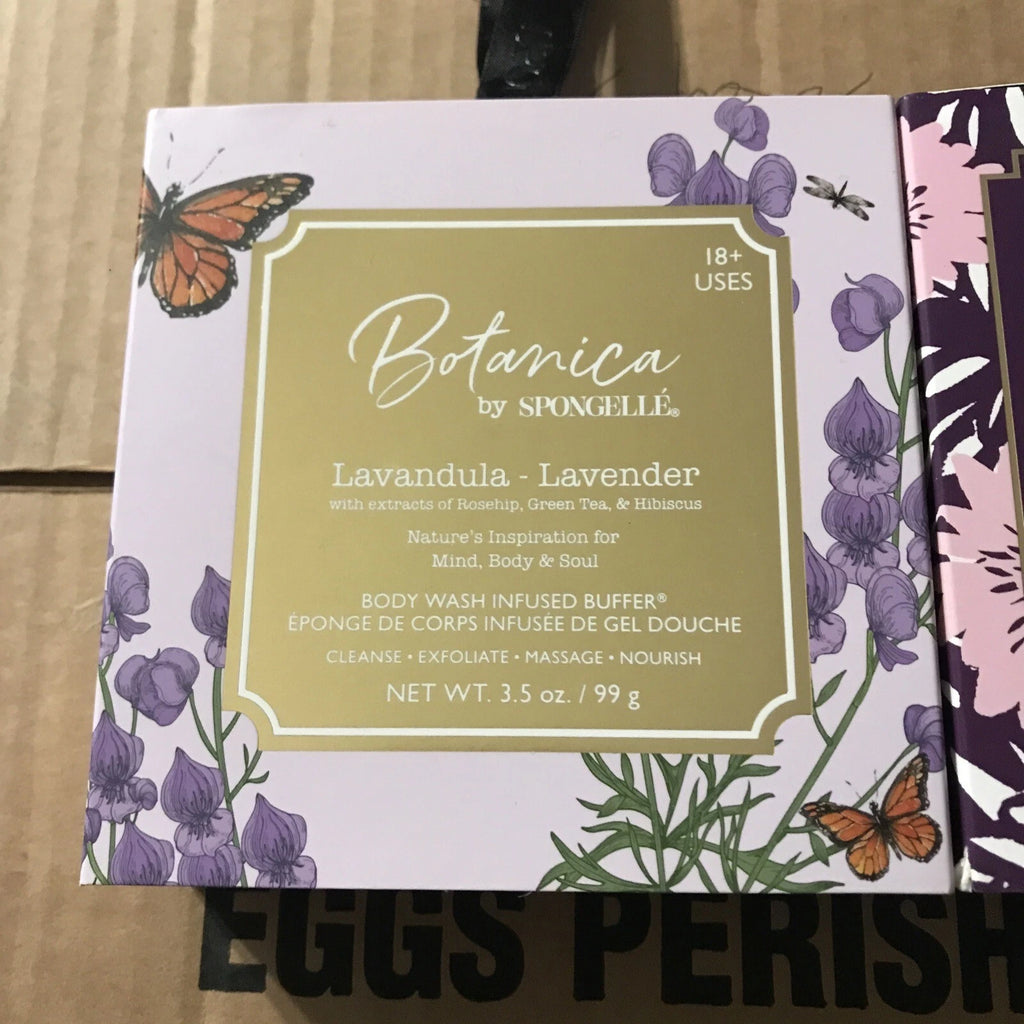 18+
USES
Botanica
by SPONGELLÉ®
Lavandula - Lavender
with extracts of Rosehip, Green Tea, & Hibiscus
Nature's Inspiration for
Mind, Body & Soul
BODY WASH INFUSED BUFFER®
ÉPONGE DE CORPS INFUSÉE DE GEL DOUCHE
CLEANSE • EXFOLIATE • MASSAGE • NOURISH
NET WT. 3.5 oz. / 99 g
EGGS PERISH